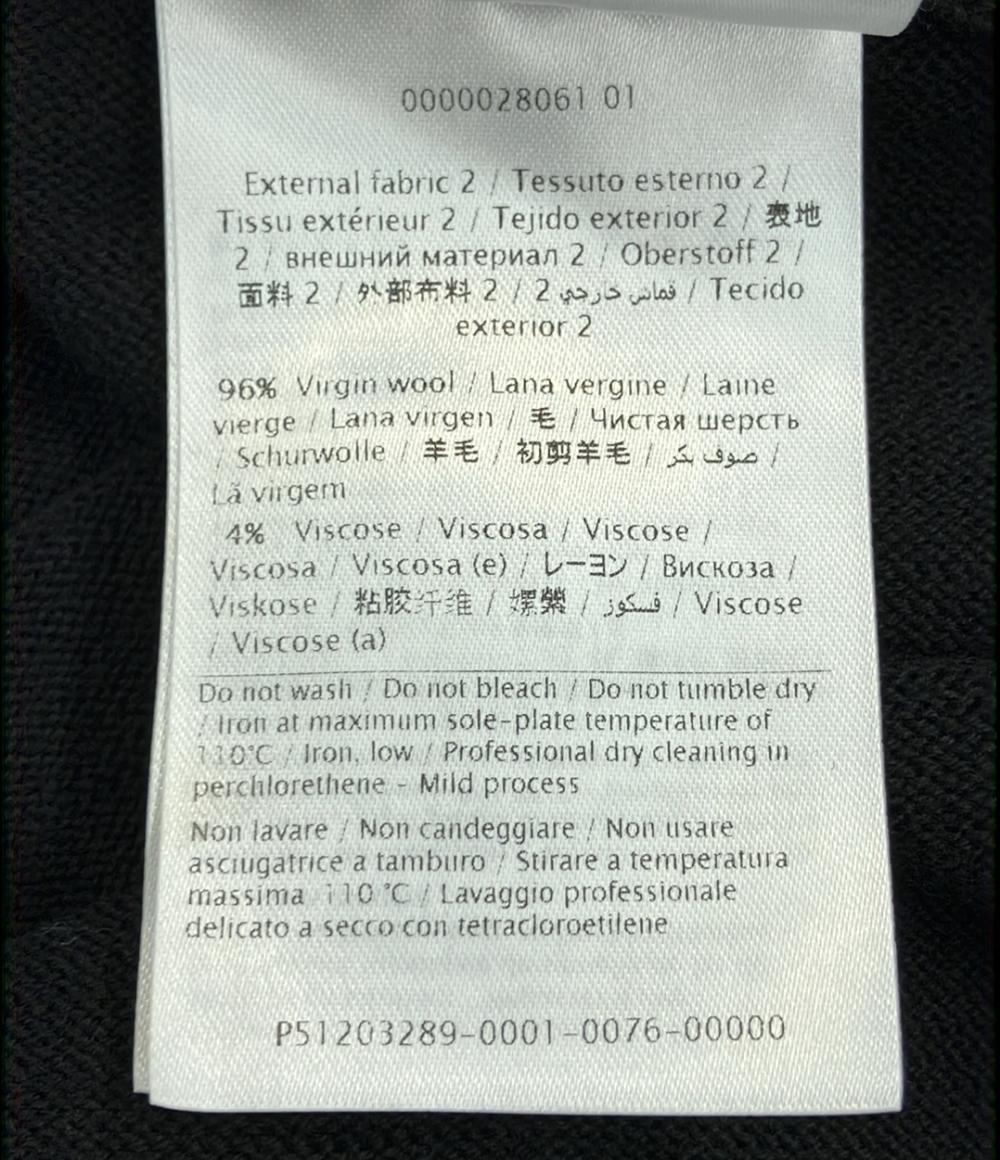 0000028061 01
External fabric 2 / Tessuto esterno 2 /
Tissu extérieur 2 / Tejido exterior 2 / 表地
2 / внешний материал 2 / Oberstoff 2 /
面料 2 / 外部布料 2 / قماش خارجي 2 / Tecido
exterior 2
96% Virgin wool / Lana vergine / Laine
vierge / Lana virgen / 毛 / Чистая шерсть
/ Schurwolle / 羊毛 / 初剪羊毛 / صوف بكر /
Lã virgem
4% Viscose / Viscosa / Viscose /
Viscosa / Viscosa (e) / レーヨン / Вискоза /
Viskose / 粘胶纤维 / 嫘縈 / فسكوز / Viscose
/ Viscose (a)
Do not wash / Do not bleach / Do not tumble dry
/ Iron at maximum sole-plate temperature of
110°C / Iron, low / Professional dry cleaning in
perchlorethene - Mild process
Non lavare / Non candeggiare / Non usare
asciugatrice a tamburo / Stirare a temperatura
massima 110 °C / Lavaggio professionale
delicato a secco con tetracloroetilene
P51203289-0001-0076-00000